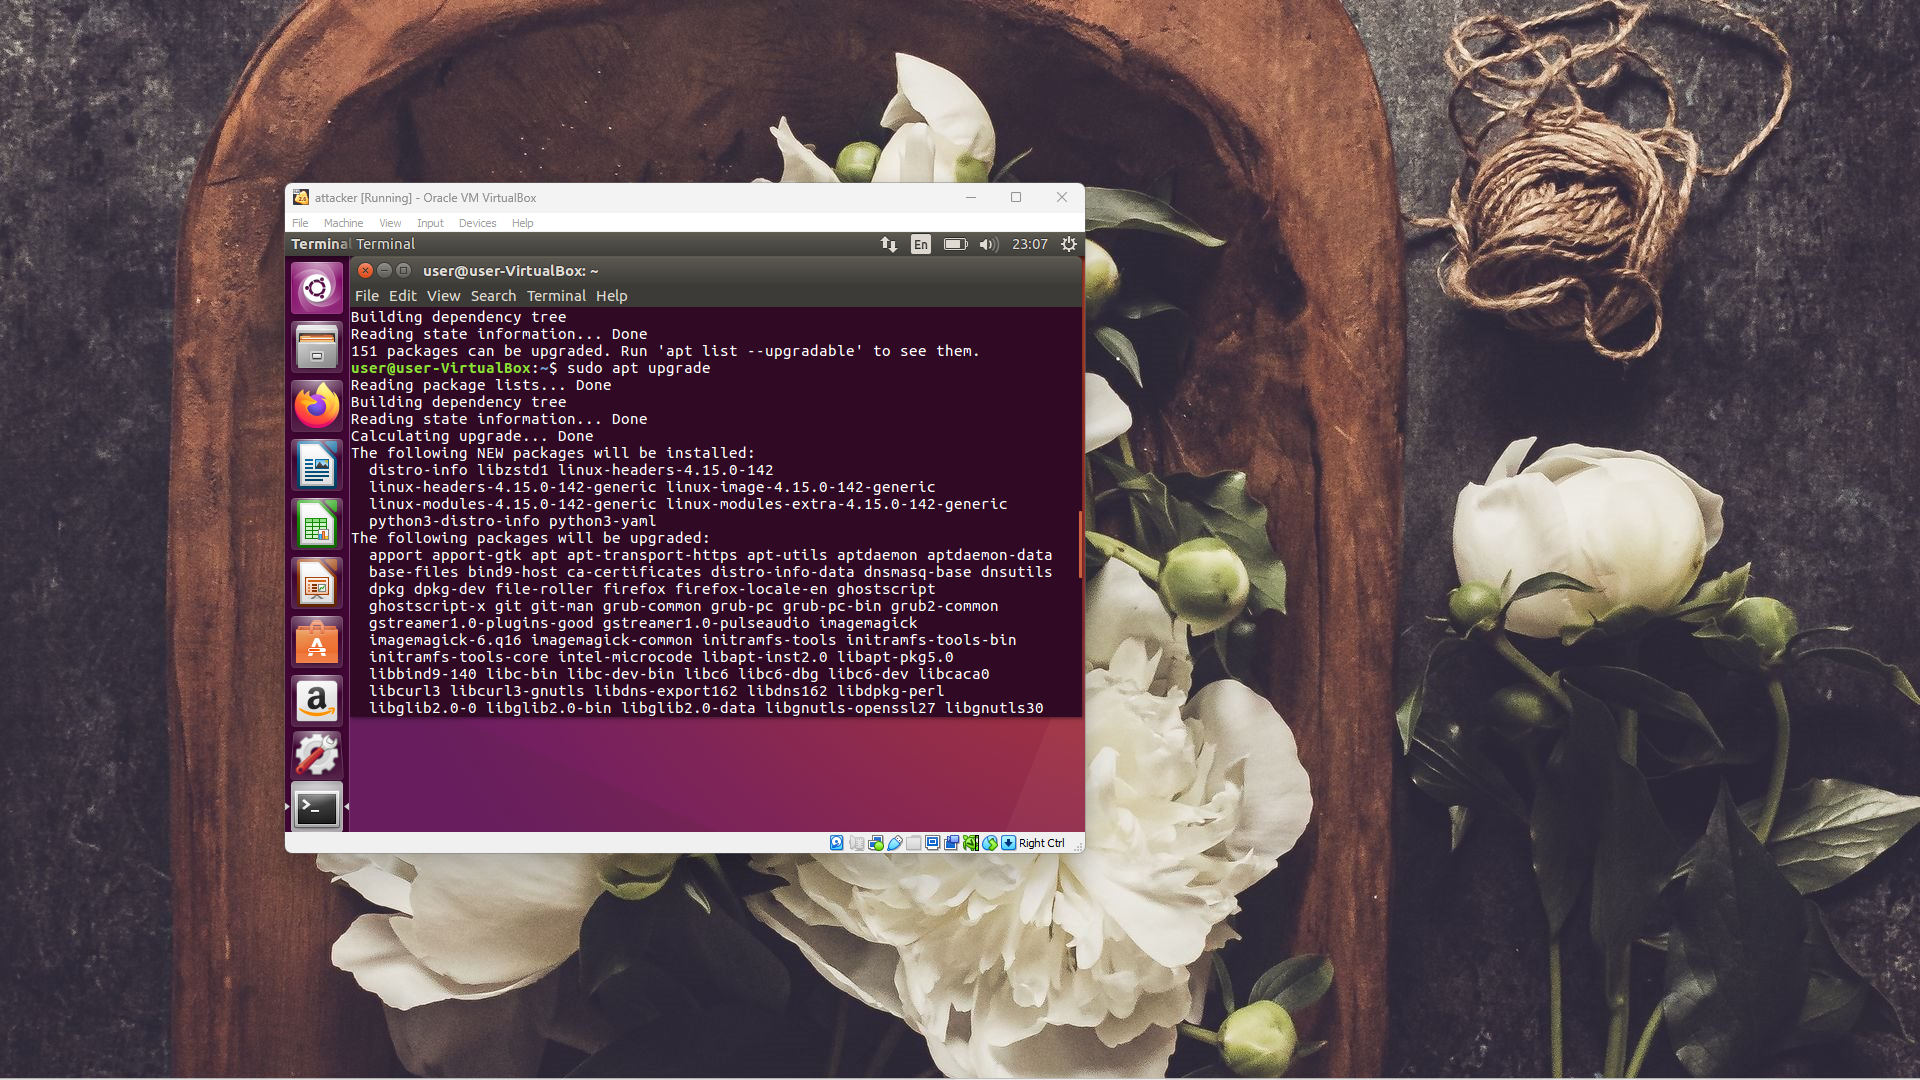 attacker [Running] - Oracle VM VirtualBox
File Machine View Input Devices Help
Terminal Terminal En 23:07
user@user-VirtualBox: ~
File Edit View Search Terminal Help
Building dependency tree
Reading state information... Done
151 packages can be upgraded. Run 'apt list --upgradable' to see them.
user@user-VirtualBox:~$ sudo apt upgrade
Reading package lists... Done
Building dependency tree
Reading state information... Done
Calculating upgrade... Done
The following NEW packages will be installed:
distro-info libzstd1 linux-headers-4.15.0-142
linux-headers-4.15.0-142-generic linux-image-4.15.0-142-generic
linux-modules-4.15.0-142-generic linux-modules-extra-4.15.0-142-generic
python3-distro-info python3-yaml
The following packages will be upgraded:
apport apport-gtk apt apt-transport-https apt-utils aptdaemon aptdaemon-data
base-files bind9-host ca-certificates distro-info-data dnsmasq-base dnsutils
dpkg dpkg-dev file-roller firefox firefox-locale-en ghostscript
ghostscript-x git git-man grub-common grub-pc grub-pc-bin grub2-common
gstreamer1.0-plugins-good gstreamer1.0-pulseaudio imagemagick
imagemagick-6.q16 imagemagick-common initramfs-tools initramfs-tools-bin
initramfs-tools-core intel-microcode libapt-inst2.0 libapt-pkg5.0
libbind9-140 libc-bin libc-dev-bin libc6 libc6-dbg libc6-dev libcaca0
libcurl3 libcurl3-gnutls libdns-export162 libdns162 libdpkg-perl
libglib2.0-0 libglib2.0-bin libglib2.0-data libgnutls-openssl27 libgnutls30
Right Ctrl